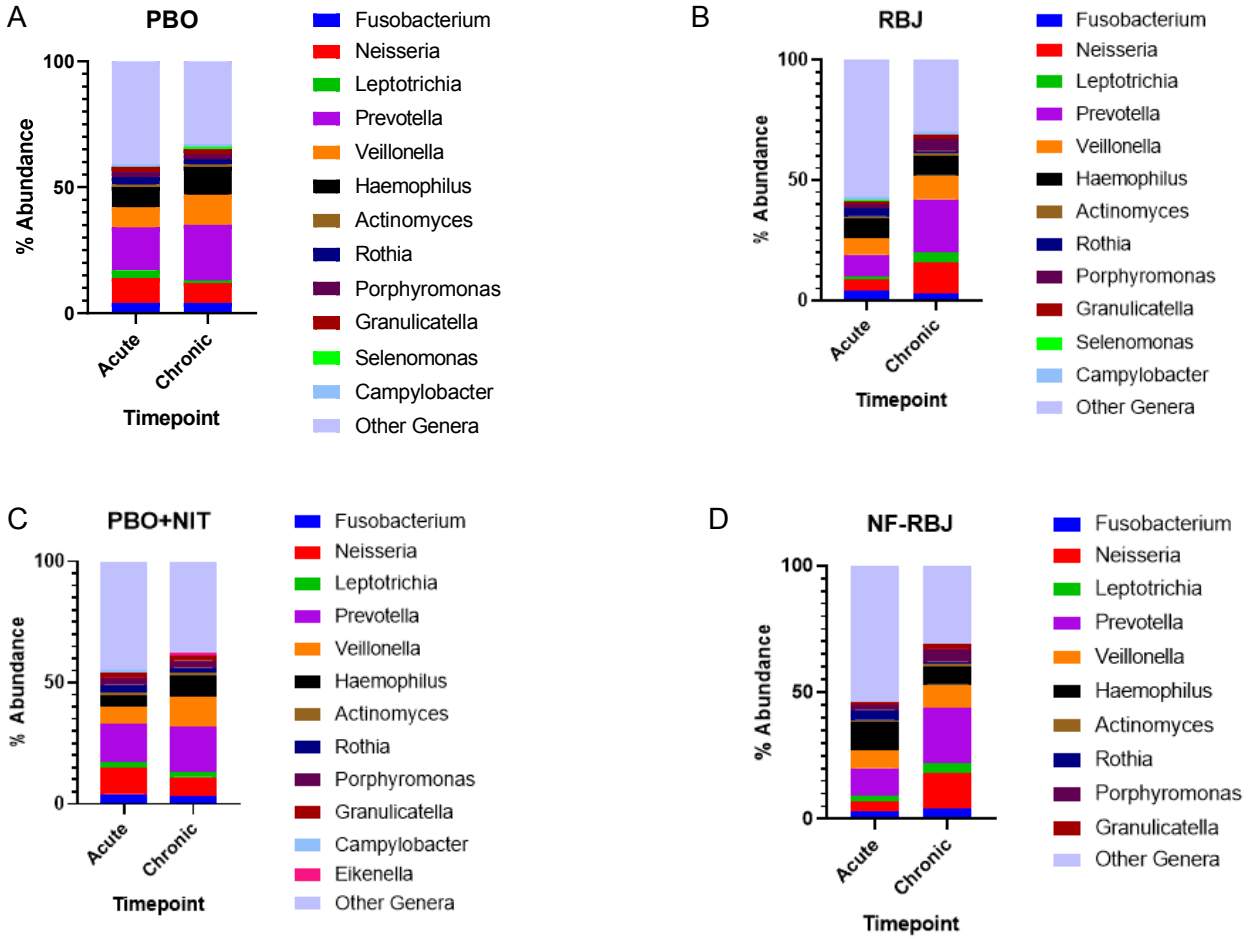 A
PBO
100
50
0
% Abundance
Acute
Chronic
Timepoint
Fusobacterium
Neisseria
Leptotrichia
Prevotella
Veillonella
Haemophilus
Actinomyces
Rothia
Porphyromonas
Granulicatella
Selenomonas
Campylobacter
Other Genera
B
RBJ
100
50
0
% Abundance
Acute
Chronic
Timepoint
Fusobacterium
Neisseria
Leptotrichia
Prevotella
Veillonella
Haemophilus
Actinomyces
Rothia
Porphyromonas
Granulicatella
Selenomonas
Campylobacter
Other Genera
C
PBO+NIT
100
50
0
% Abundance
Acute
Chronic
Timepoint
Fusobacterium
Neisseria
Leptotrichia
Prevotella
Veillonella
Haemophilus
Actinomyces
Rothia
Porphyromonas
Granulicatella
Campylobacter
Eikenella
Other Genera
D
NF-RBJ
100
50
0
% Abundance
Acute
Chronic
Timepoint
Fusobacterium
Neisseria
Leptotrichia
Prevotella
Veillonella
Haemophilus
Actinomyces
Rothia
Porphyromonas
Granulicatella
Other Genera